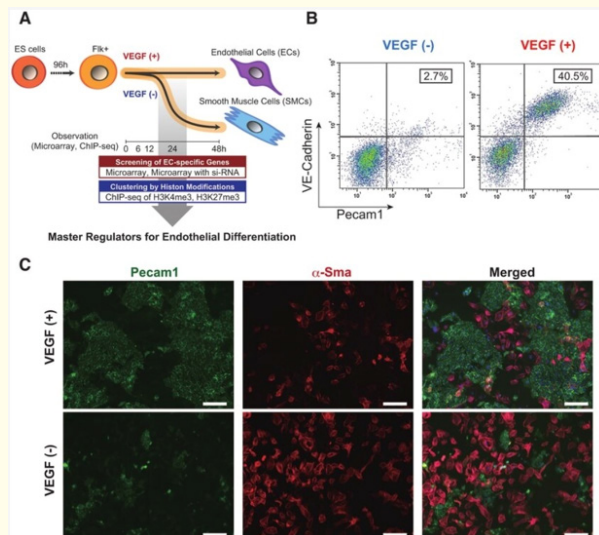 A
ES cells
96h
Flk+
VEGF (+)
VEGF (-)
Endothelial Cells (ECs)
Smooth Muscle Cells (SMCs)
Observation
(Microarray, ChIP-seq)
0 6 12 24 48h
Screening of EC-specific Genes
Microarray, Microarray with si-RNA
Clustering by Histon Modifications
ChIP-seq of H3K4me3, H3K27me3
Master Regulators for Endothelial Differentiation
B
VEGF (-)
VEGF (+)
2.7%
40.5%
VE-Cadherin
Pecam1
C
Pecam1
α-Sma
Merged
VEGF (+)
VEGF (-)